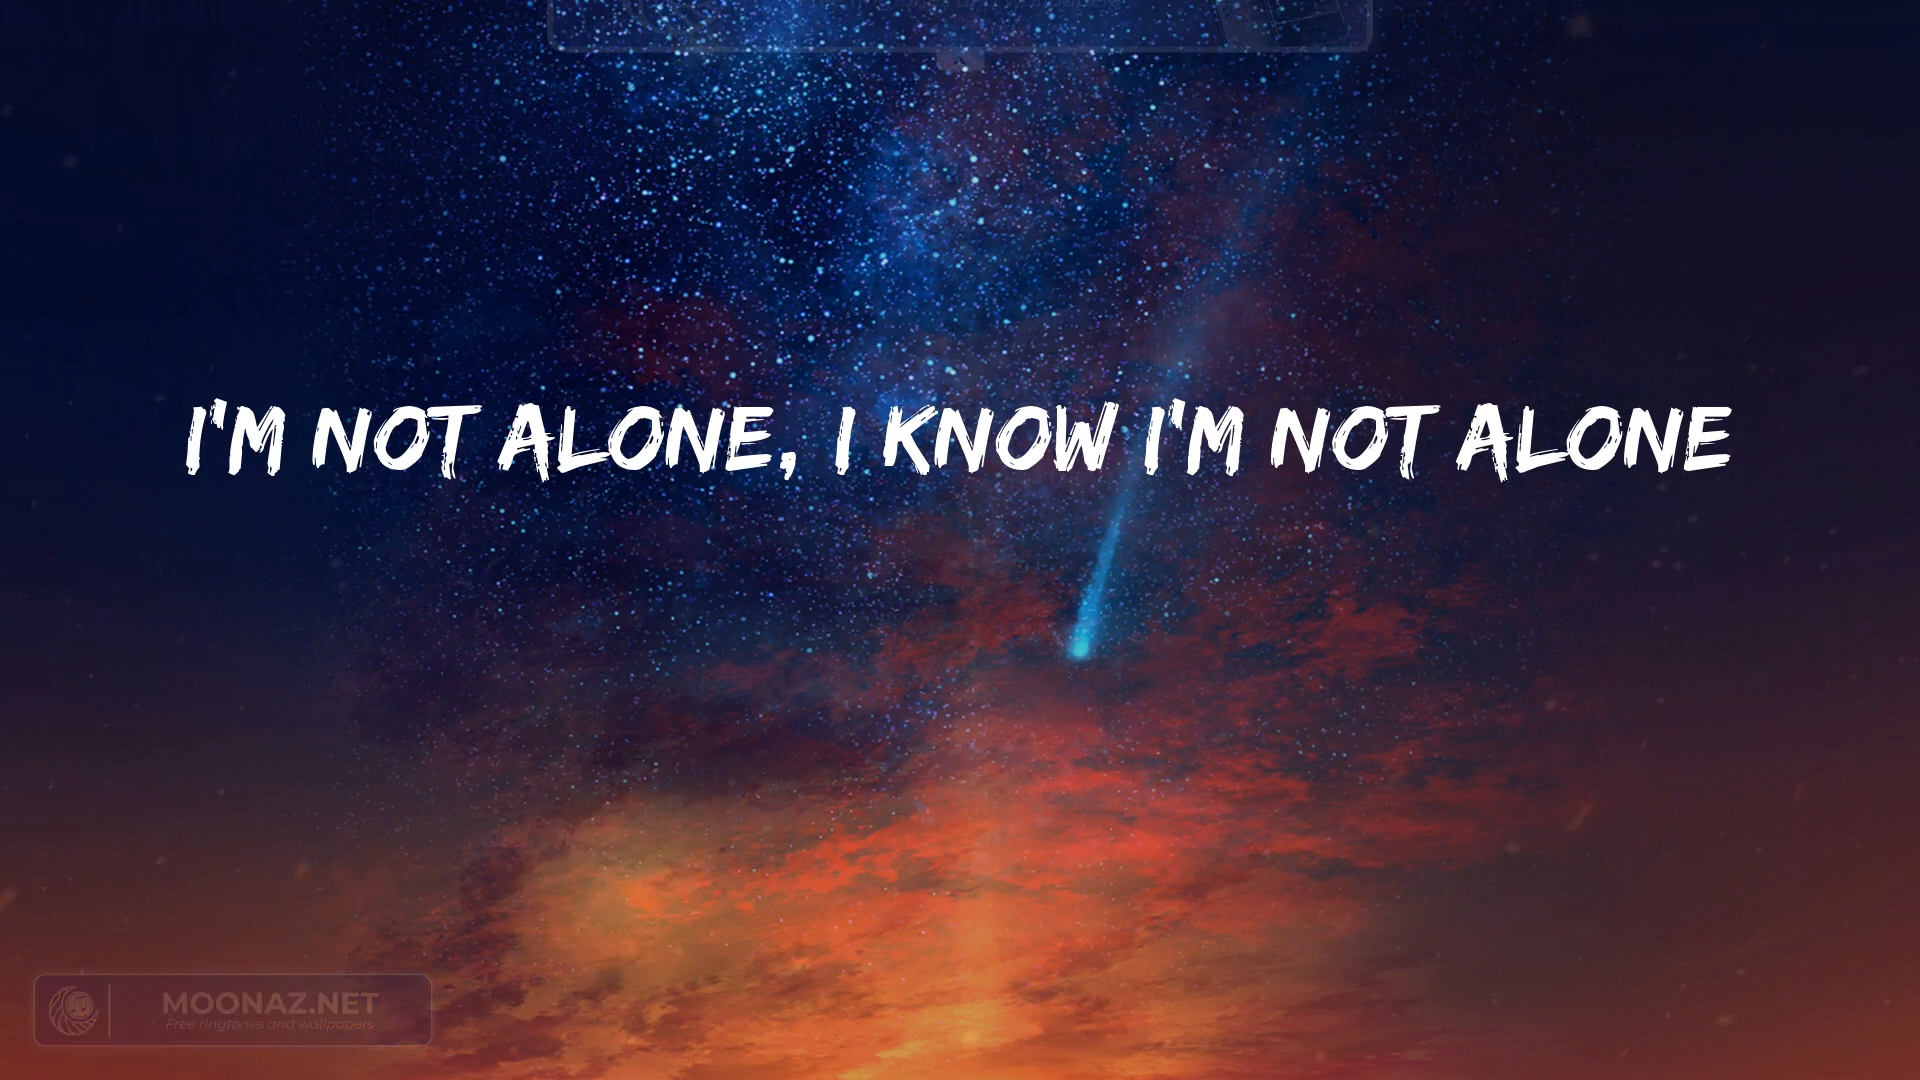 I'M NOT ALONE, I KNOW I'M NOT ALONE
MOONAZ.NET
Free ringtones and wallpapers